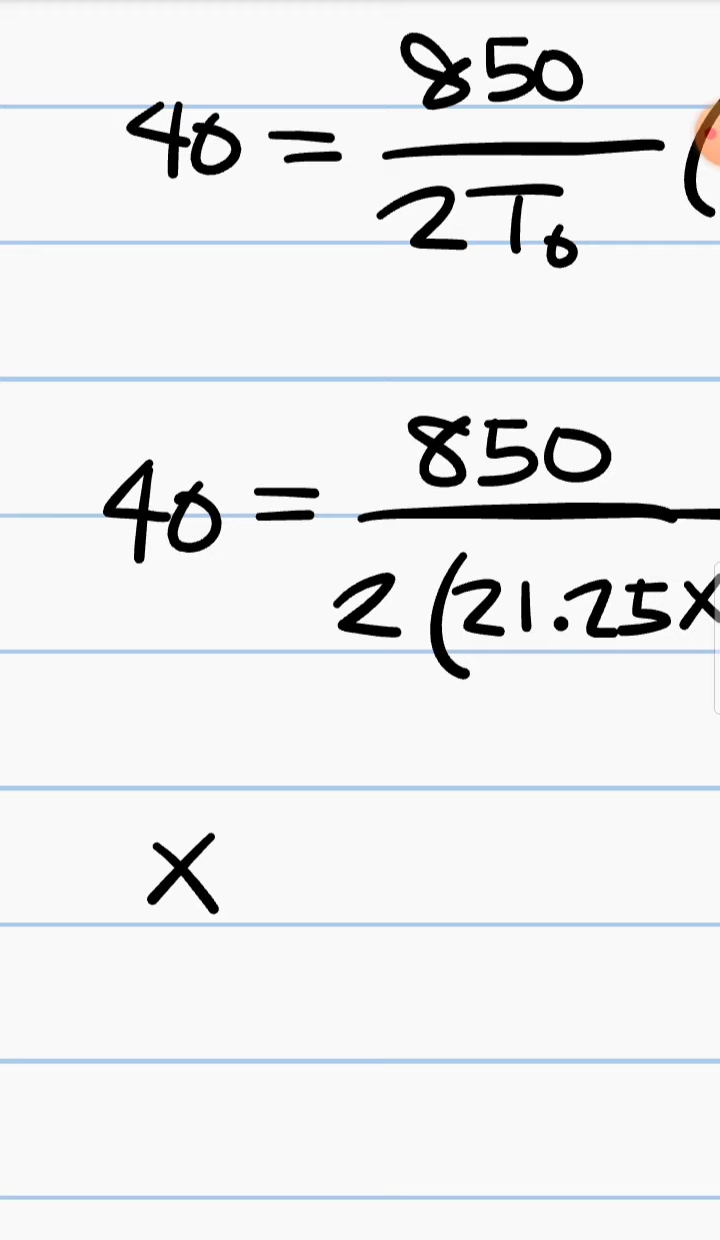 40 = 850 / 2T₀ (
40 = 850 / 2(21.25x
x